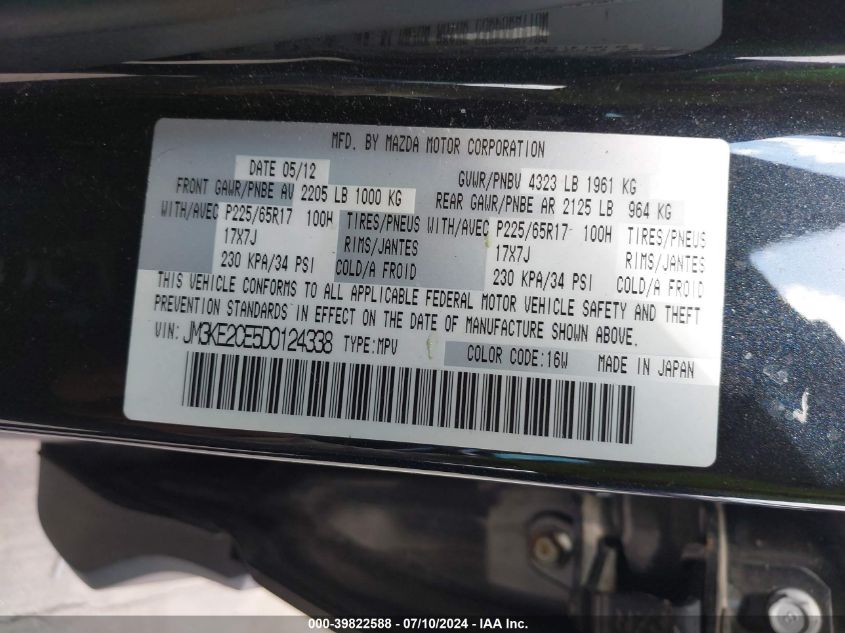 MFD. BY MAZDA MOTOR CORPORATION
DATE 05/12 GVWR/PNBV 4323 LB 1961 KG
FRONT GAWR/PNBE AV 2205 LB 1000 KG REAR GAWR/PNBE AR 2125 LB 964 KG
WITH/AVEC P225/65R17 100H TIRES/PNEUS WITH/AVEC P225/65R17 100H TIRES/PNEUS
17X7J RIMS/JANTES 17X7J RIMS/JANTES
230 KPA/34 PSI COLD/A FROID 230 KPA/34 PSI COLD/A FROID
THIS VEHICLE CONFORMS TO ALL APPLICABLE FEDERAL MOTOR VEHICLE SAFETY AND THEFT
PREVENTION STANDARDS IN EFFECT ON THE DATE OF MANUFACTURE SHOWN ABOVE.
VIN: JM3KE2CE5D0124338 TYPE:MPV COLOR CODE:16W MADE IN JAPAN
000-39822588 - 07/10/2024 - IAA Inc.